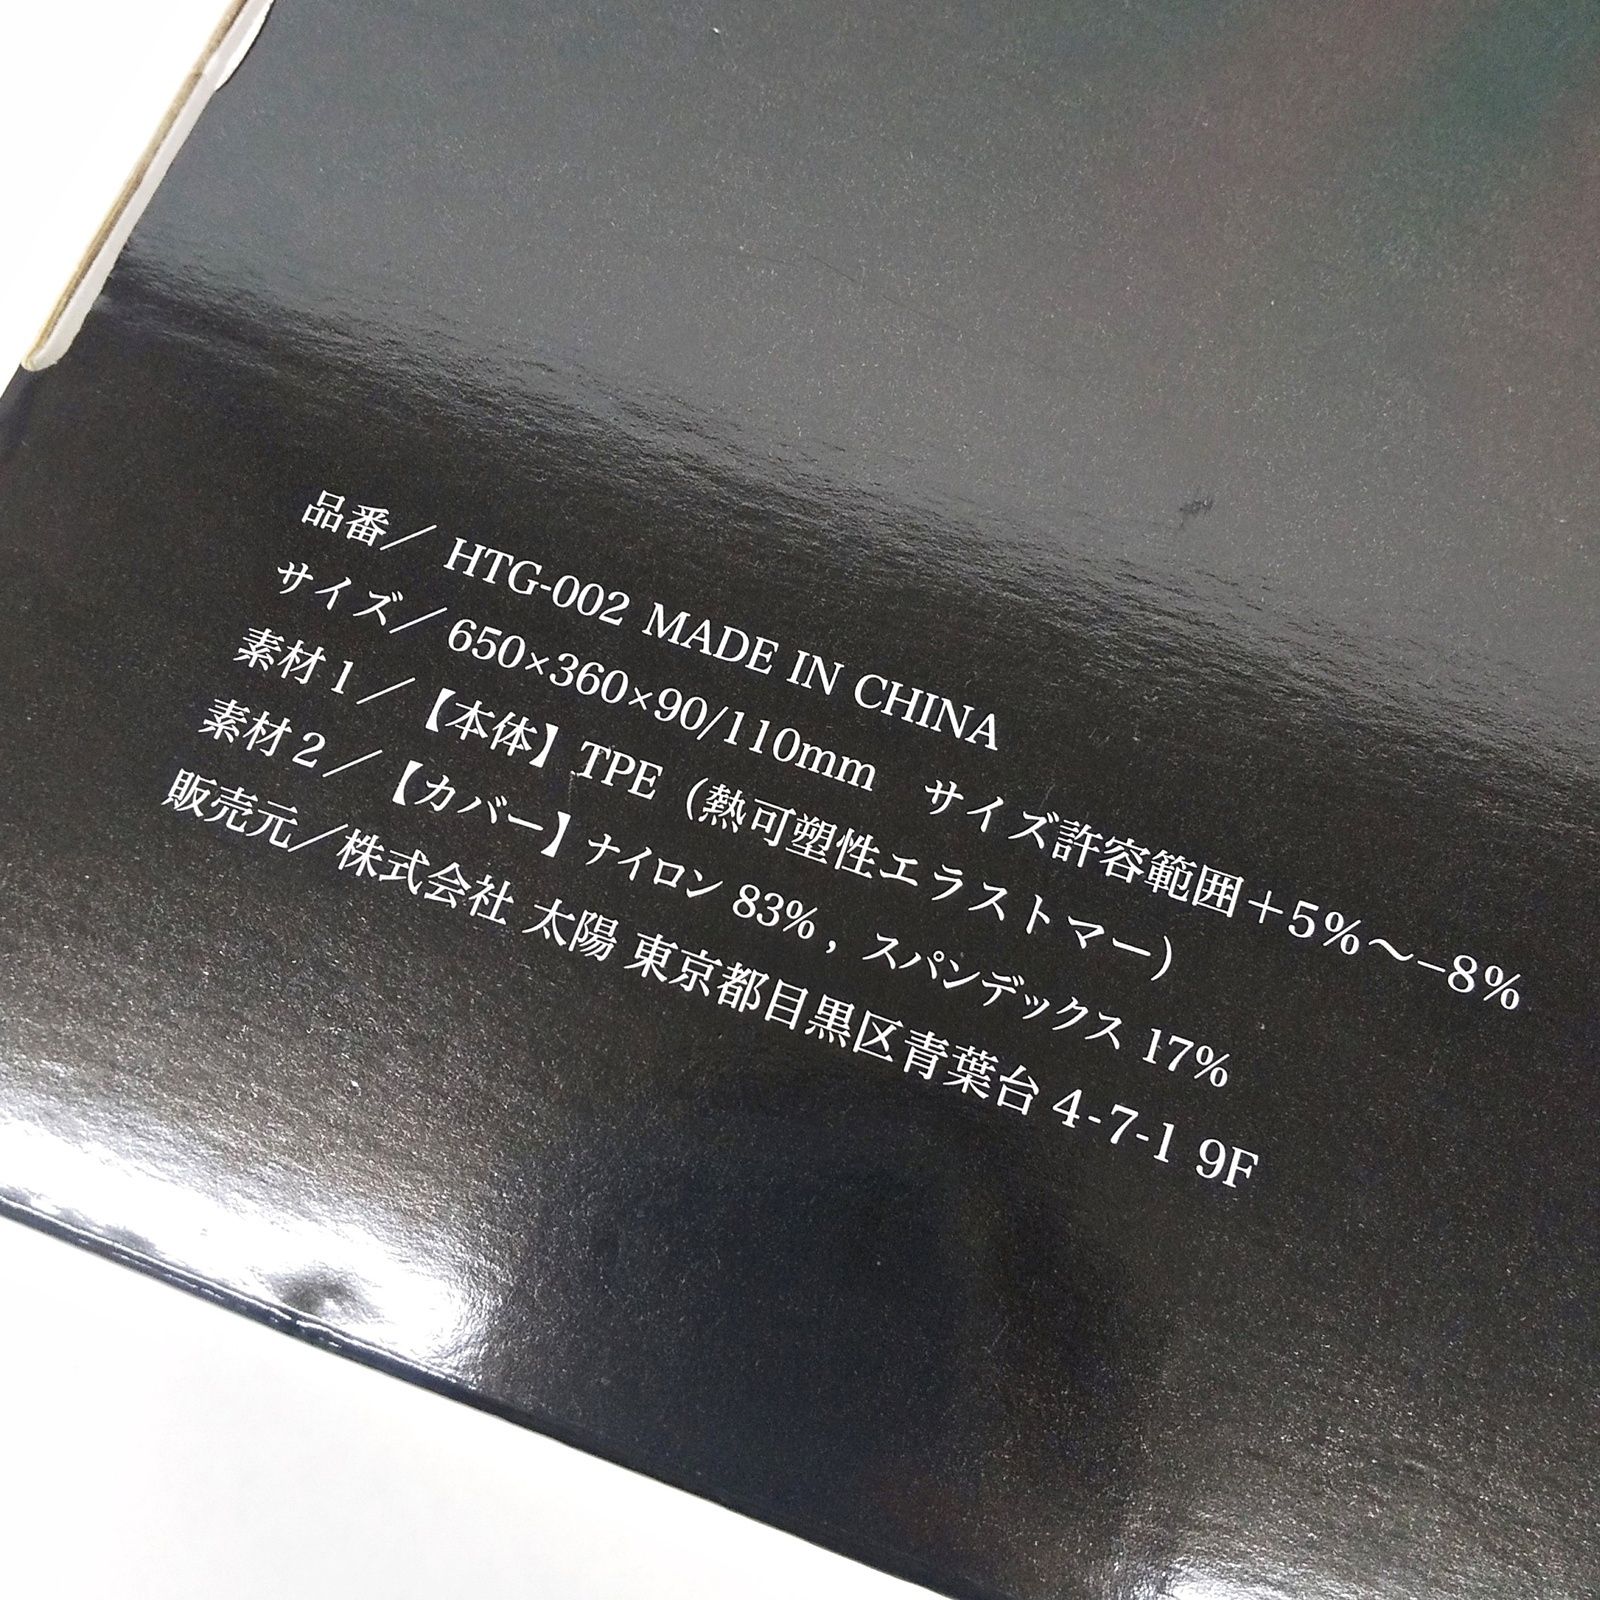 品番／ HTG-002 MADE IN CHINA
サイズ／ 650×360×90/110mm　サイズ許容範囲＋5%～-8%
素材1／【本体】TPE（熱可塑性エラストマー）
素材2／【カバー】ナイロン 83%, スパンデックス 17%
販売元／株式会社 太陽 東京都目黒区青葉台 4-7-1 9F